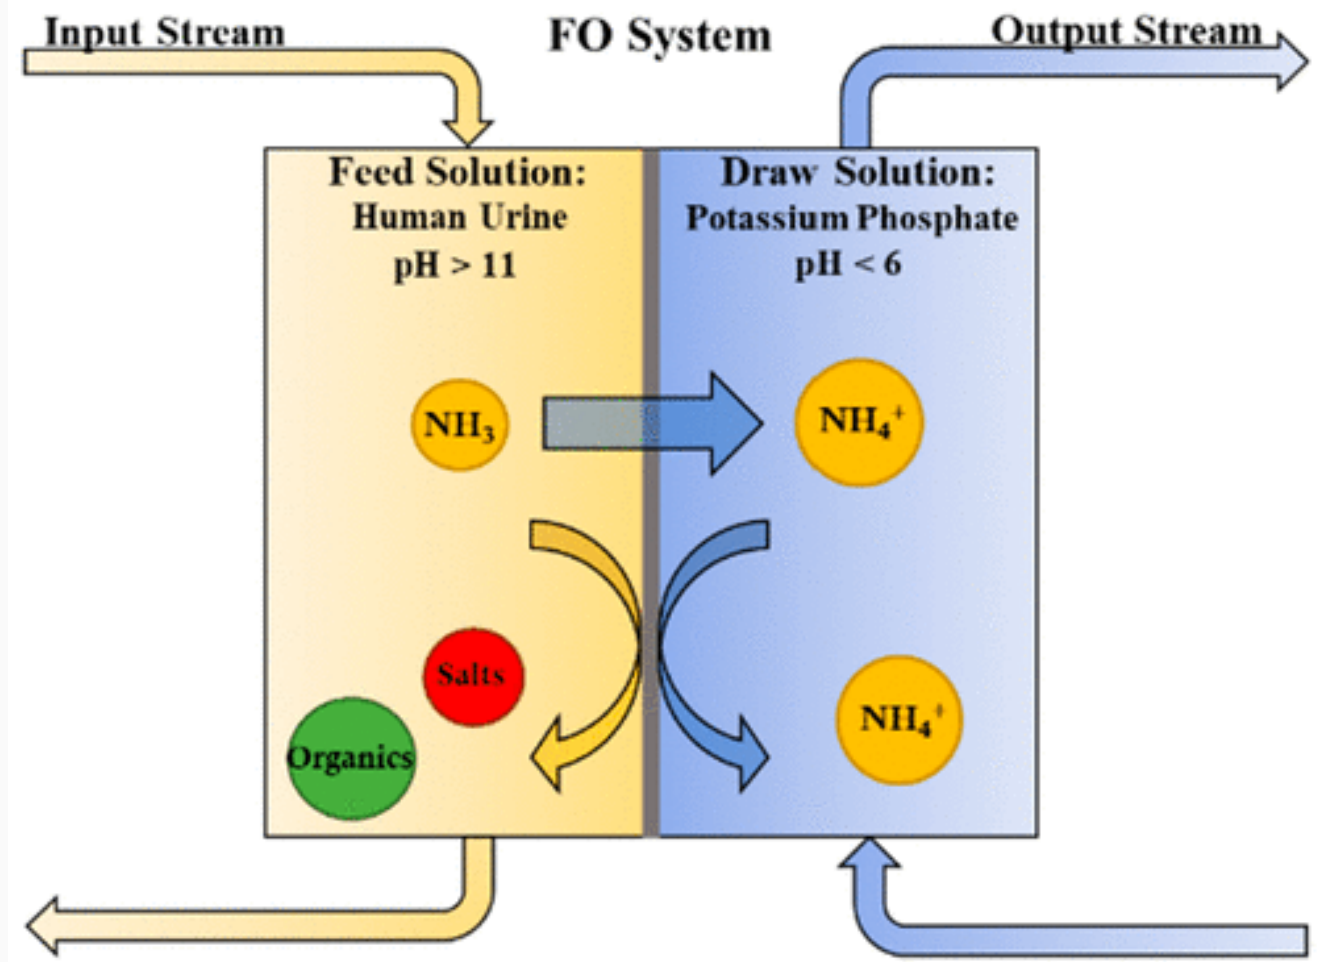 Input Stream
FO System
Output Stream
Feed Solution:
Human Urine
pH > 11
Draw Solution:
Potassium Phosphate
pH < 6
NH₃
NH₄⁺
Salts
Organics
NH₄⁺